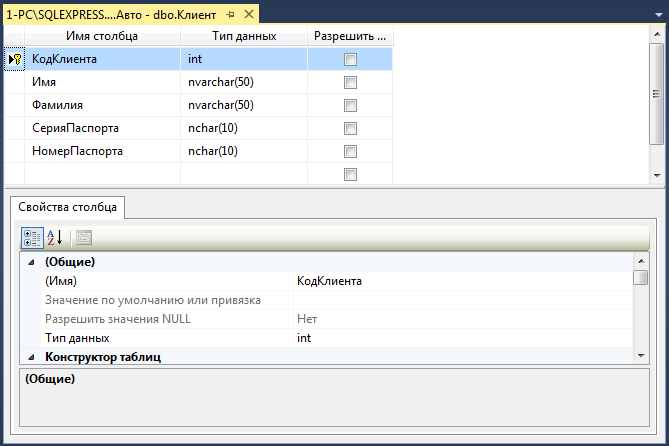 1-PC\SQLEXPRESS....Авто - dbo.Клиент
Имя столбца Тип данных Разрешить ...
КодКлиента int
Имя nvarchar(50)
Фамилия nvarchar(50)
СерияПаспорта nchar(10)
НомерПаспорта nchar(10)
Свойства столбца
(Общие)
(Имя) КодКлиента
Значение по умолчанию или привязка
Разрешить значения NULL Нет
Тип данных int
Конструктор таблиц
(Общие)